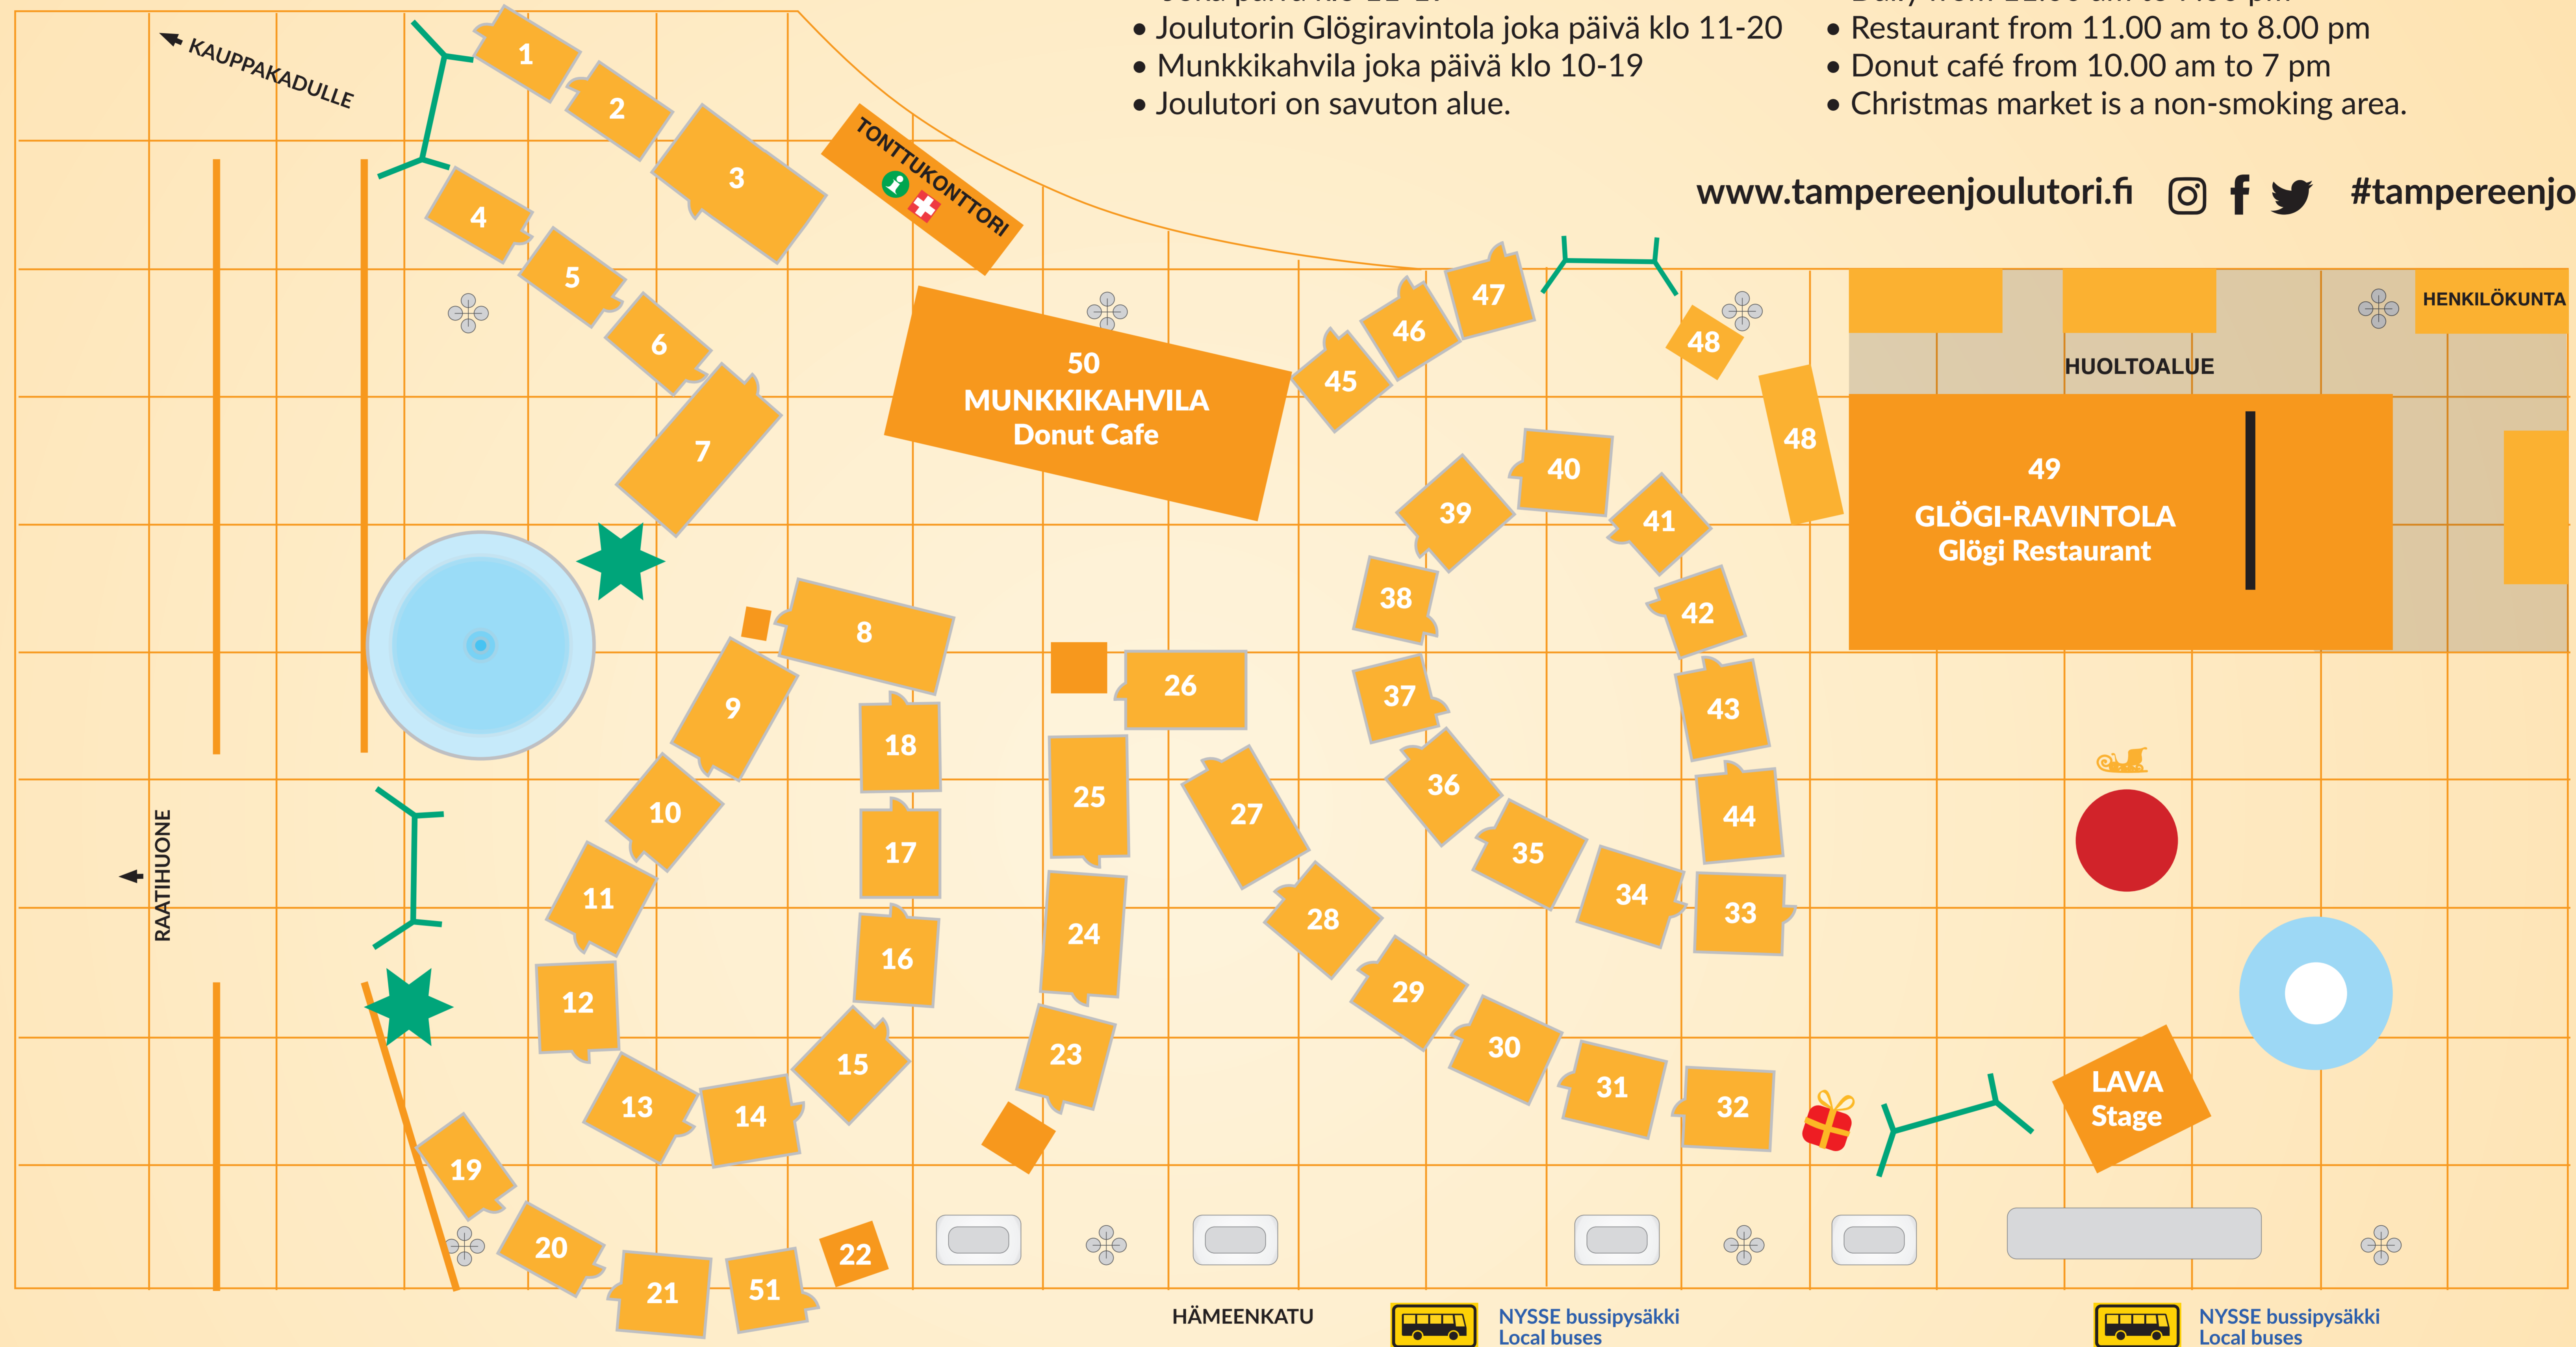 • Joulutorin Glögiravintola joka päivä klo 11-20
• Munkkikahvila joka päivä klo 10-19
• Joulutori on savuton alue.
• Restaurant from 11.00 am to 8.00 pm
• Donut café from 10.00 am to 7 pm
• Christmas market is a non-smoking area.
www.tampereenjoulutori.fi
#tampereenjo
KAUPPAKADULLE
1
2
3
TONTTUKONTTORI
i
4
5
6
7
50
MUNKKIKAHVILA
Donut Cafe
45
46
47
48
48
HENKILÖKUNTA
HUOLTOALUE
49
GLÖGI-RAVINTOLA
Glögi Restaurant
8
9
10
11
12
13
14
15
16
17
18
19
20
21
51
22
23
24
25
26
27
28
29
30
31
32
33
34
35
36
37
38
39
40
41
42
43
44
RAATIHUONE
LAVA
Stage
HÄMEENKATU
NYSSE bussipysäkki
Local buses
NYSSE bussipysäkki
Local buses